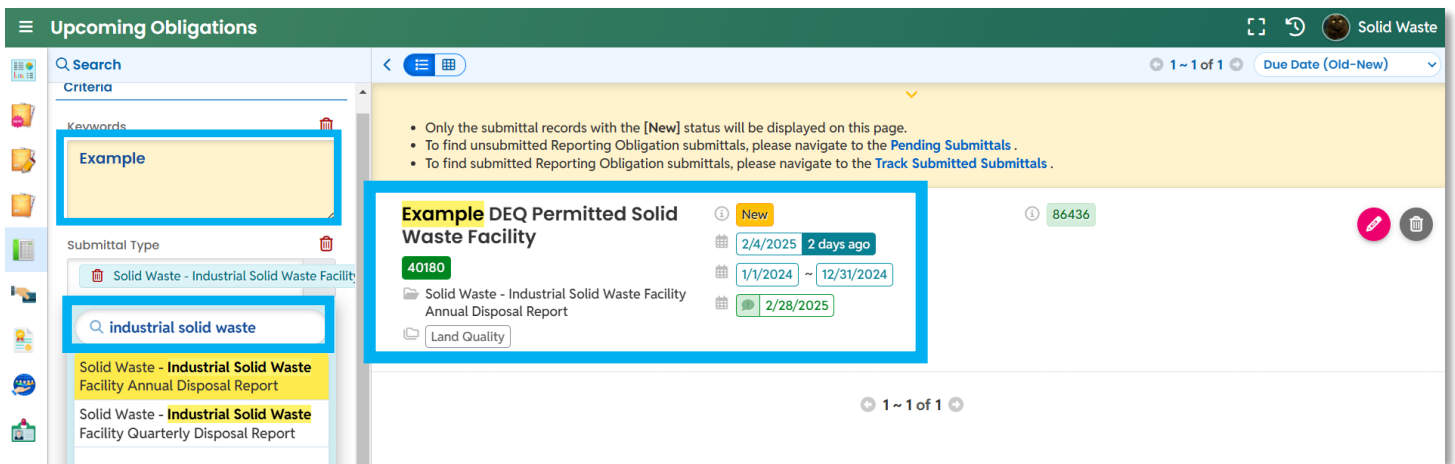 Upcoming Obligations
Solid Waste
Search
1 ~ 1 of 1
Due Date (Old-New)
Criteria
Keywords
Example
Submittal Type
Solid Waste - Industrial Solid Waste Facilit
industrial solid waste
Solid Waste - Industrial Solid Waste
Facility Annual Disposal Report
Solid Waste - Industrial Solid Waste
Facility Quarterly Disposal Report
• Only the submittal records with the [New] status will be displayed on this page.
• To find unsubmitted Reporting Obligation submittals, please navigate to the Pending Submittals .
• To find submitted Reporting Obligation submittals, please navigate to the Track Submitted Submittals .
Example DEQ Permitted Solid
Waste Facility
40180
Solid Waste - Industrial Solid Waste Facility
Annual Disposal Report
Land Quality
New
2/4/2025 2 days ago
1/1/2024 ~ 12/31/2024
2/28/2025
86436
1 ~ 1 of 1